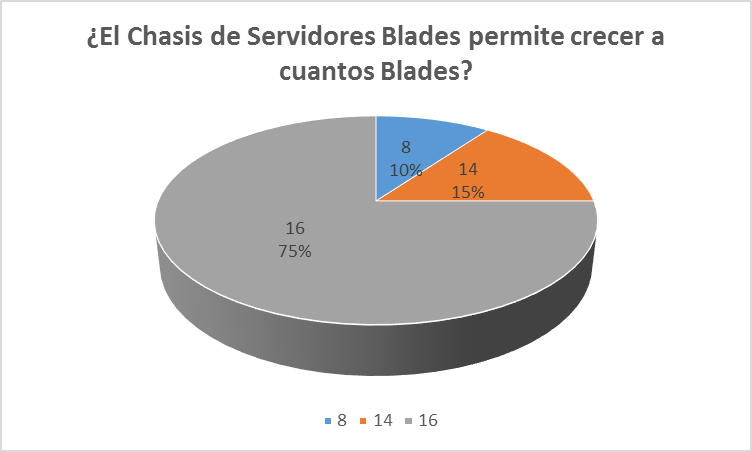 ¿El Chasis de Servidores Blades permite crecer a
cuantos Blades?
8
10%
14
15%
16
75%
8 14 16